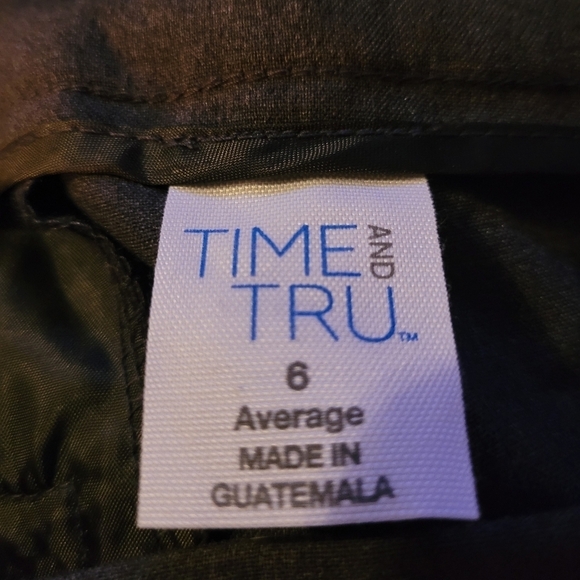 TIME AND
TRU™
6
Average
MADE IN
GUATEMALA